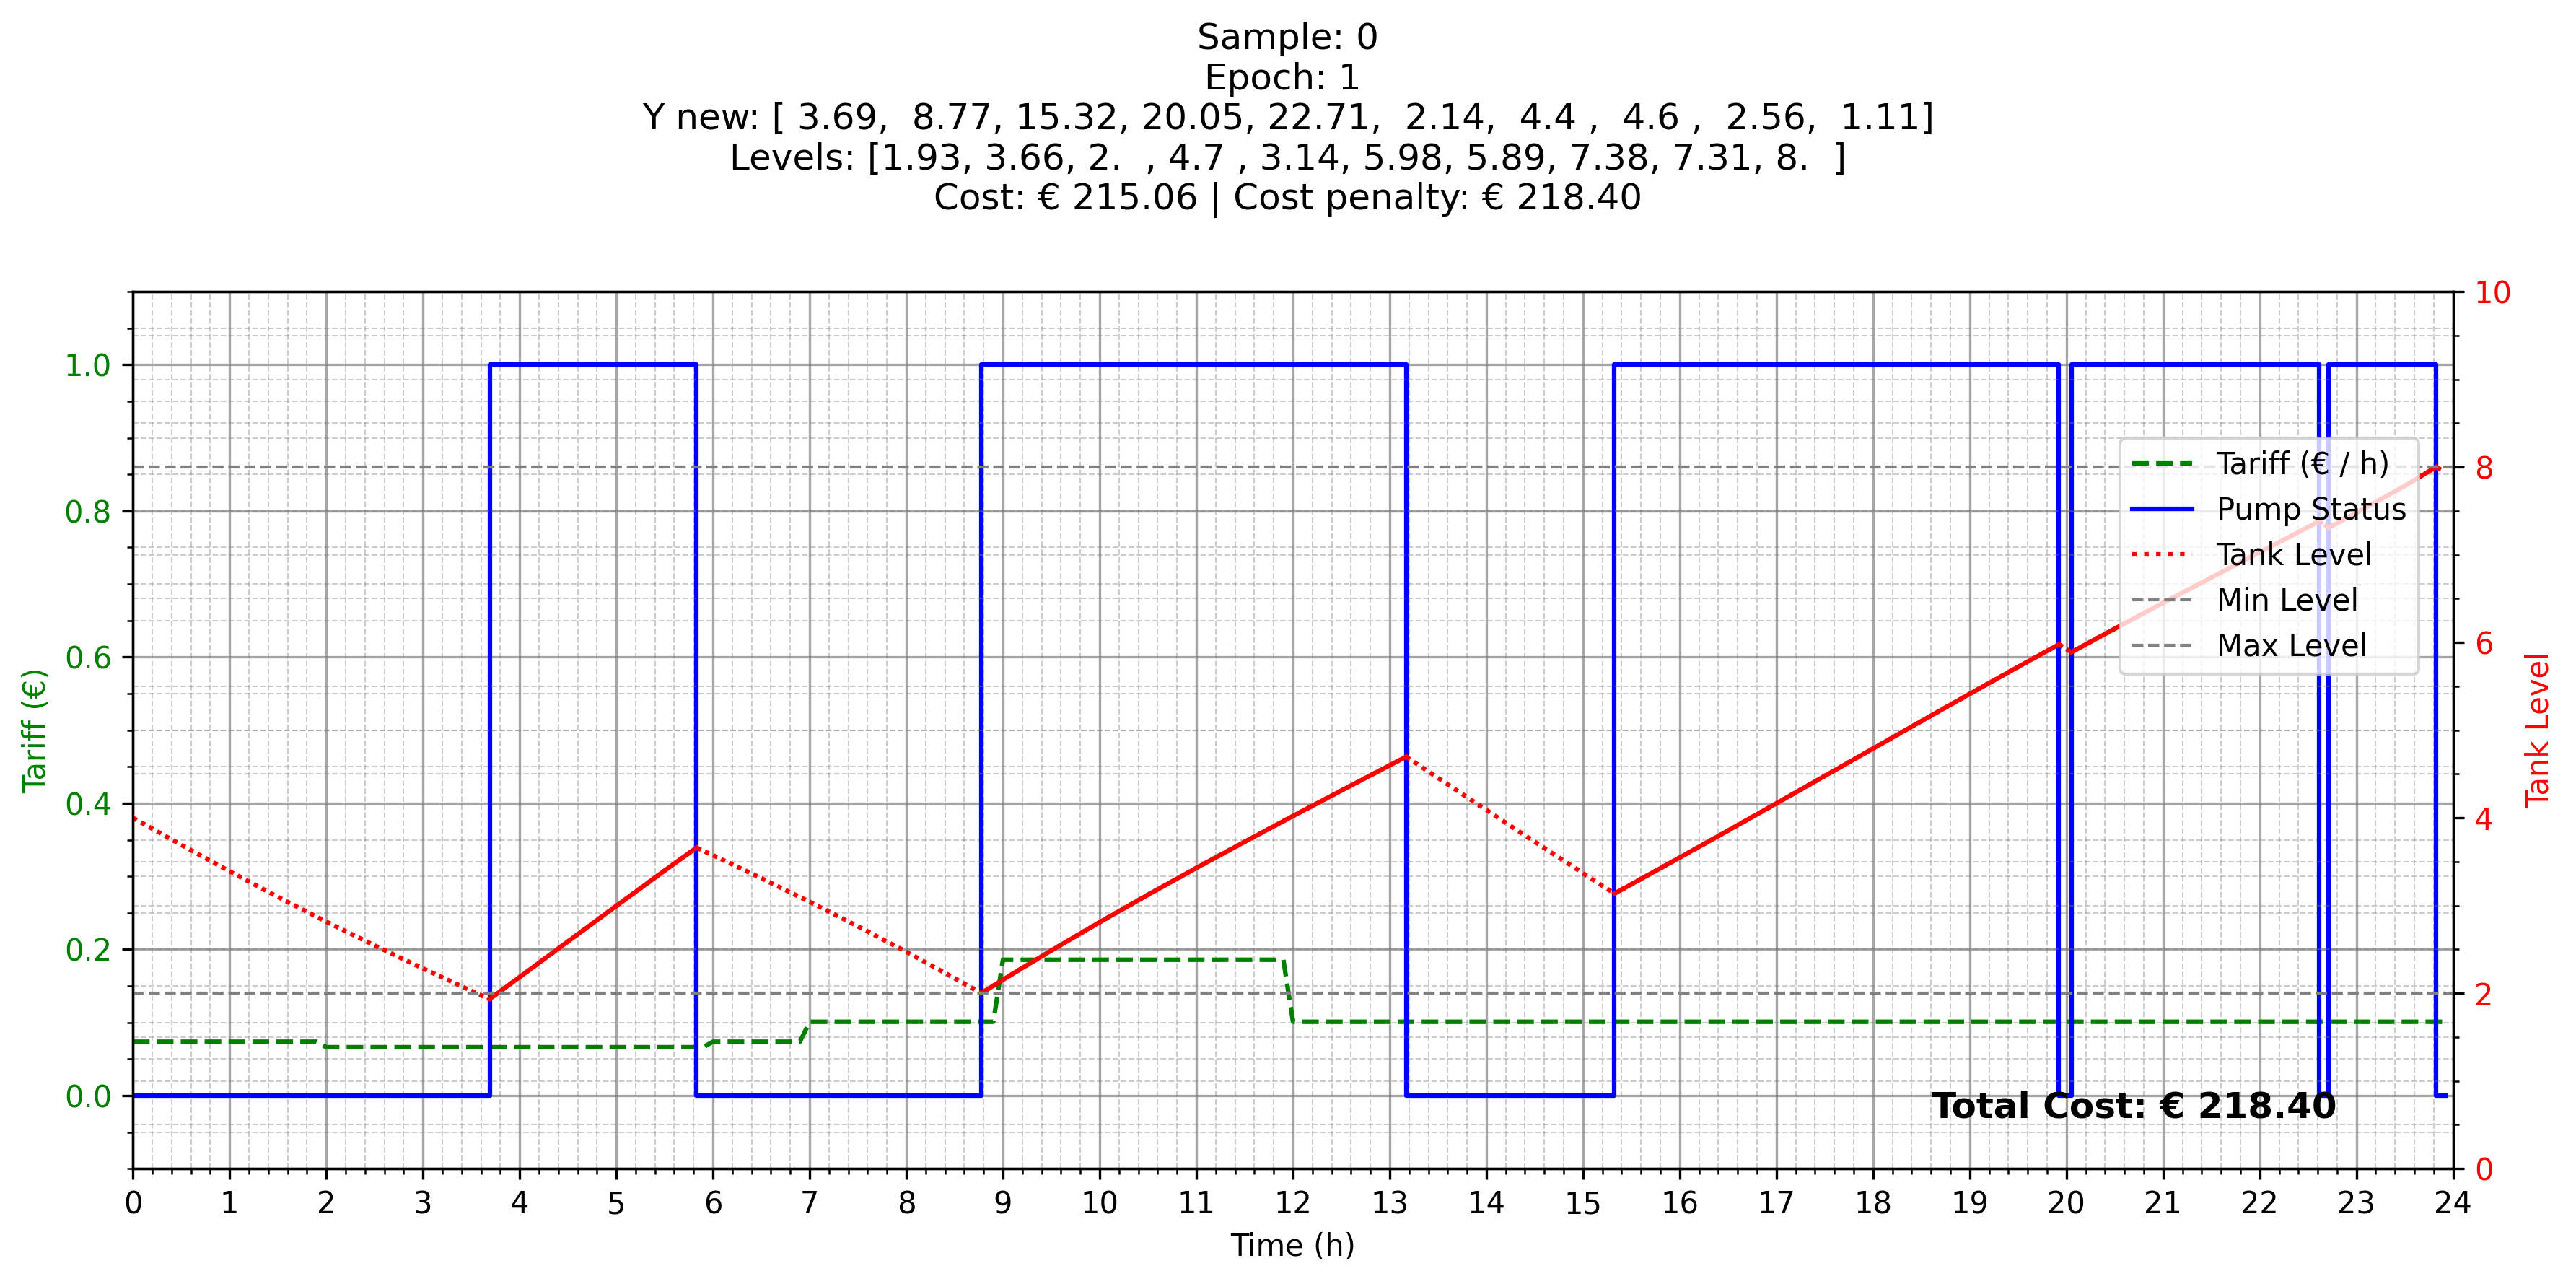 Sample: 0
Epoch: 1
Y new: [ 3.69,  8.77, 15.32, 20.05, 22.71,  2.14,  4.4 ,  4.6 ,  2.56,  1.11]
Levels: [1.93, 3.66, 2.  , 4.7 , 3.14, 5.98, 5.89, 7.38, 7.31, 8.  ]
Cost: € 215.06 | Cost penalty: € 218.40
Tariff (€)
1.0
0.8
0.6
0.4
0.2
0.0
10
8
6
4
2
0
Tank Level
Tariff (€ / h)
Pump Status
Tank Level
Min Level
Max Level
Total Cost: € 218.40
0 1 2 3 4 5 6 7 8 9 10 11 12 13 14 15 16 17 18 19 20 21 22 23 24
Time (h)